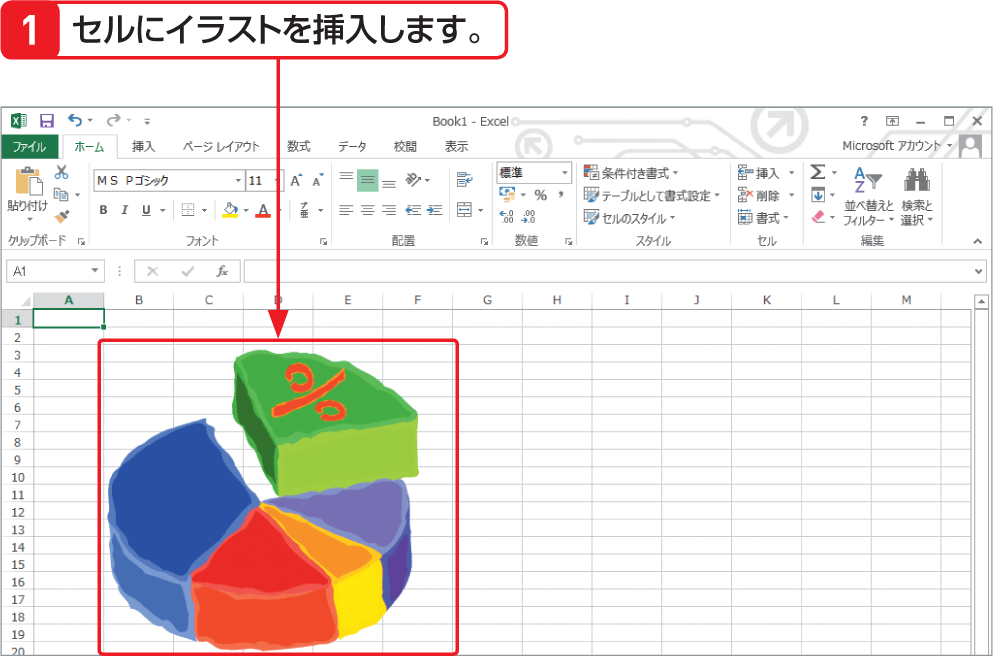 1 セルにイラストを挿入します。
Book1 - Excel
?
ファイル ホーム 挿入 ページ レイアウト 数式 データ 校閲 表示 Microsoft アカウント
貼り付け
ＭＳ Ｐゴシック 11 A A
B I U A
標準
% ,
条件付き書式
テーブルとして書式設定
セルのスタイル
挿入
削除
書式
Σ
A
Z
並べ替えと
フィルター
検索と
選択
クリップボード フォント 配置 数値 スタイル セル 編集
A1 fx
A B C D E F G H I J K L M
1
2
3
4
5
6
7
8
9
10
11
12
13
14
15
16
17
18
19
20
%